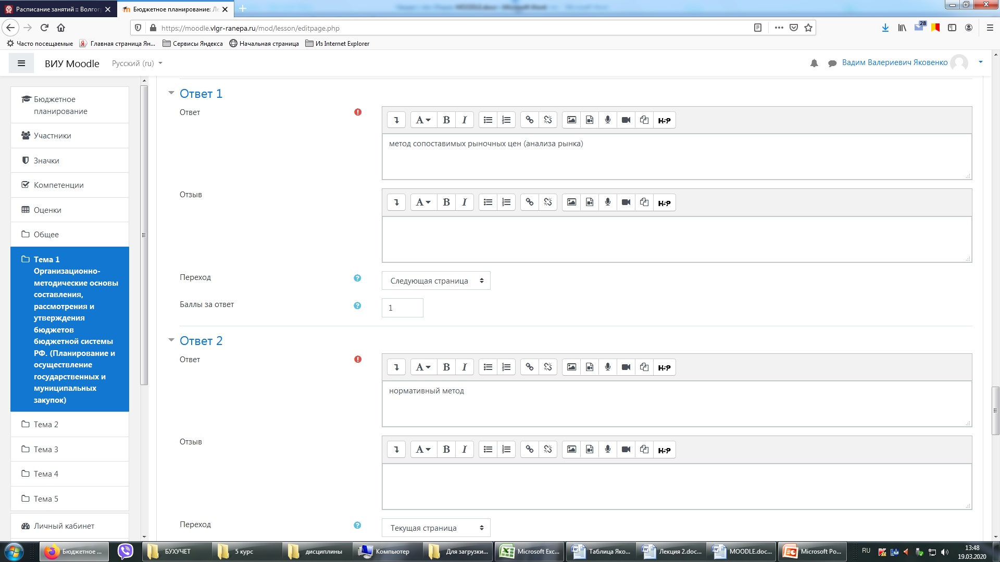 Расписание занятий :: Волгог
Бюджетное планирование: Ле
https://moodle.vlgr-ranepa.ru/mod/lesson/editpage.php
28
Часто посещаемые
Главная страница Ян...
Сервисы Яндекса
Начальная страница
Из Internet Explorer
ВИУ Moodle
Русский (ru)
Вадим Валериевич Яковенко
Бюджетное
планирование
Участники
Значки
Компетенции
Оценки
Общее
Тема 1
Организационно-
методические основы
составления,
рассмотрения и
утверждения
бюджетов
бюджетной системы
РФ. (Планирование и
осуществление
государственных и
муниципальных
закупок)
Тема 2
Тема 3
Тема 4
Тема 5
Личный кабинет
Ответ 1
Ответ
A B I H5P
метод сопоставимых рыночных цен (анализа рынка)
Отзыв
A B I H5P
Переход
Следующая страница
Баллы за ответ
1
Ответ 2
Ответ
A B I H5P
нормативный метод
Отзыв
A B I H5P
Переход
Текущая страница
Бюджетное ...
БУХУЧЕТ
5 курс
дисциплины
Компьютер
Для загрузки...
Microsoft Exc...
Таблица Яко...
Лекция 2.doc...
MOODLE.doc...
Microsoft Po...
RU
13:48
19.03.2020